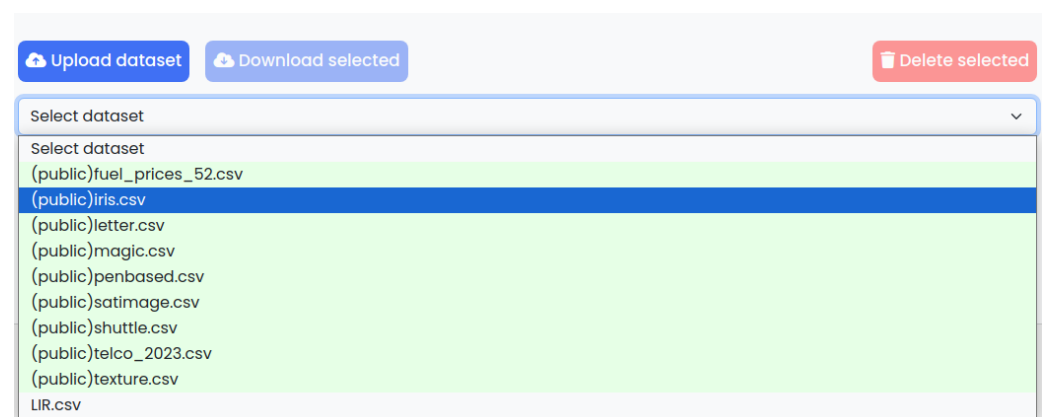 Upload dataset
Download selected
Delete selected
Select dataset
Select dataset
(public)fuel_prices_52.csv
(public)iris.csv
(public)letter.csv
(public)magic.csv
(public)penbased.csv
(public)satimage.csv
(public)shuttle.csv
(public)telco_2023.csv
(public)texture.csv
LIR.csv